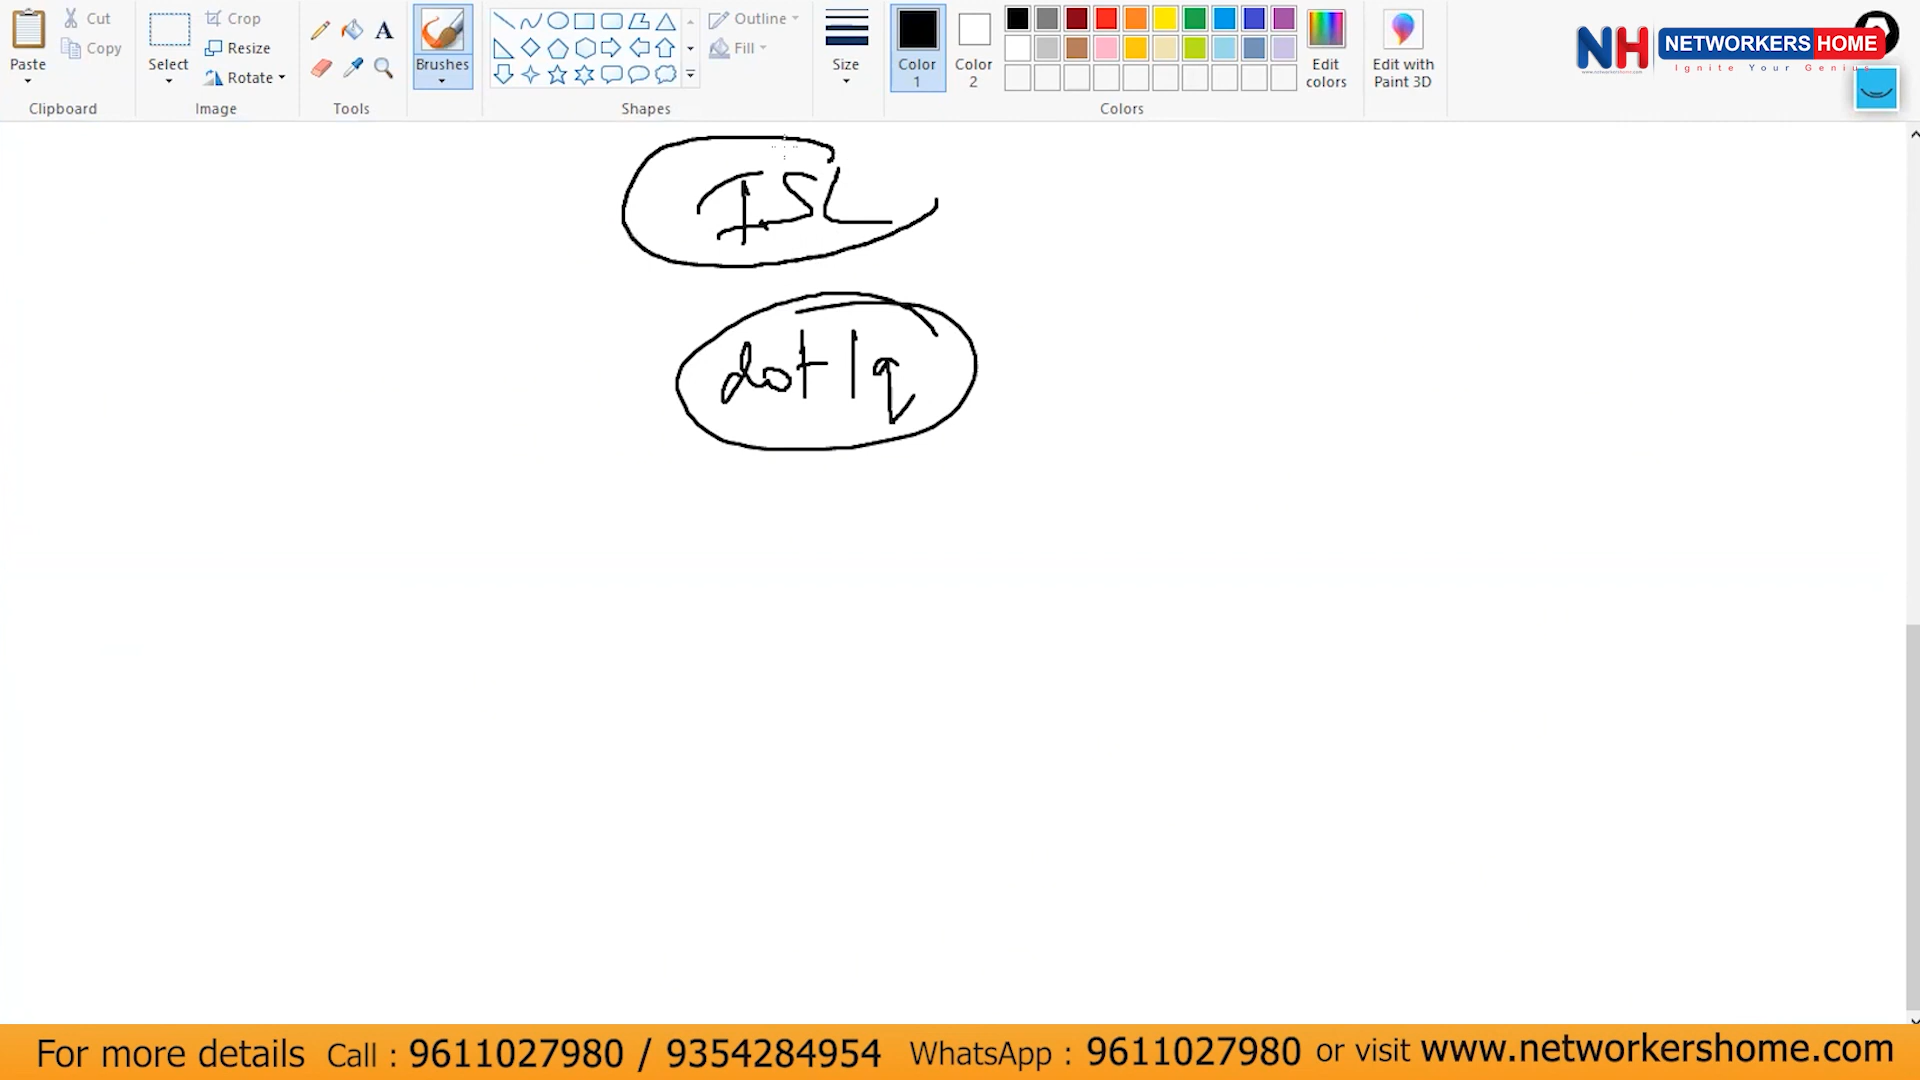 Paste
Cut
Copy
Clipboard
Select
Crop
Resize
Rotate
Image
Tools
Brushes
Shapes
Outline
Fill
Size
Color 1
Color 2
Colors
Edit colors
Edit with Paint 3D
NH
NETWORKERS HOME
Ignite Your Genius
ISL
dot1q
For more details Call : 9611027980 / 9354284954 WhatsApp : 9611027980 or visit www.networkershome.com